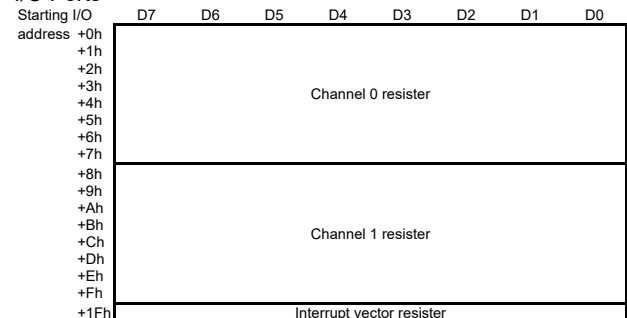 Starting I/O D7 D6 D5 D4 D3 D2 D1 D0
address +0h
+1h
+2h
+3h
+4h
Channel 0 resister
+5h
+6h
+7h
+8h
+9h
+Ah
+Bh
Channel 1 resister
+Ch
+Dh
+Eh
+Fh
+1Fh Interrupt vector resister